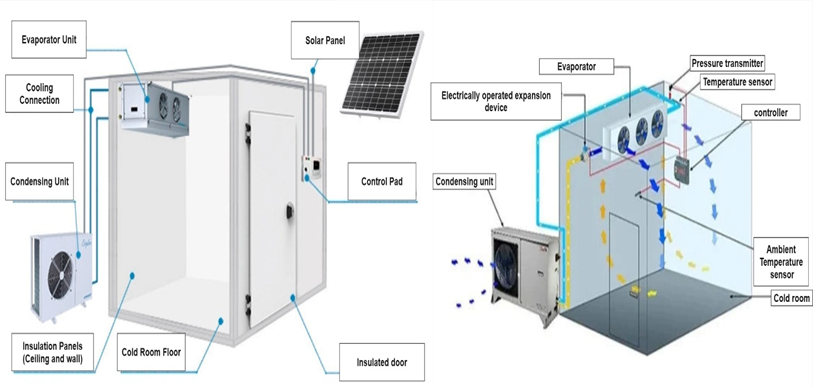 Evaporator Unit
Solar Panel
Cooling
Connection
Condensing Unit
Control Pad
Insulation Panels
(Ceiling and wall)
Cold Room Floor
Insulated door
Evaporator
Pressure transmitter
Temperature sensor
Electrically operated expansion
device
controller
Condensing unit
Ambient
Temperature
sensor
Cold room